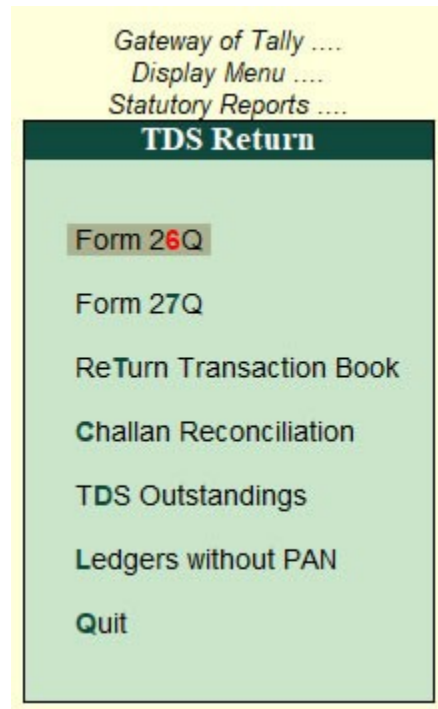 Gateway of Tally ....
Display Menu ....
Statutory Reports ....
TDS Return
Form 26Q
Form 27Q
ReTurn Transaction Book
Challan Reconciliation
TDS Outstandings
Ledgers without PAN
Quit